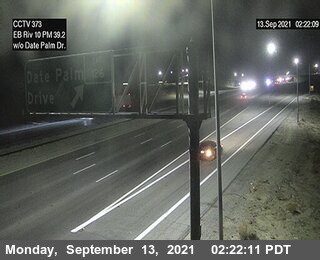 CCTV 373
EB Riv 10 PM 39.2
w/o Date Palm Dr.
13.Sep 2021 02:22:09
Date Palm
Drive
Monday, September 13, 2021 02:22:11 PDT